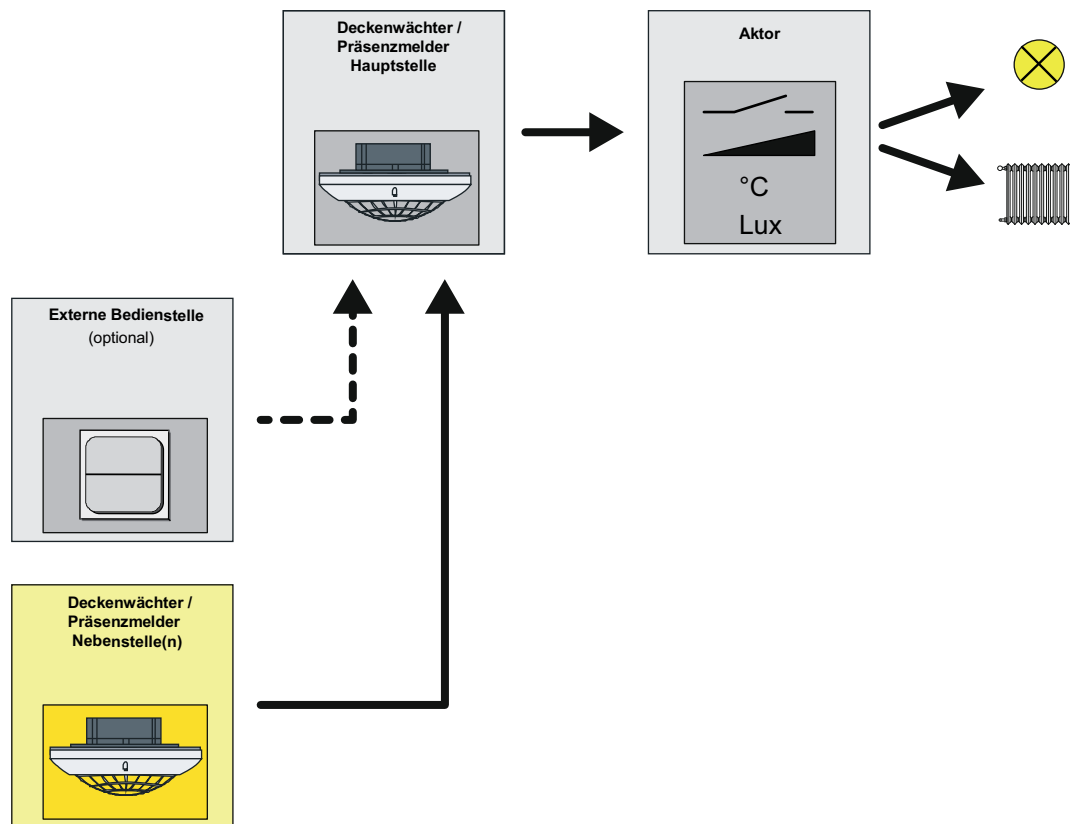 Deckenwächter /
Präsenzmelder
Hauptstelle
Aktor
°C
Lux
Externe Bedienstelle
(optional)
Deckenwächter /
Präsenzmelder
Nebenstelle(n)